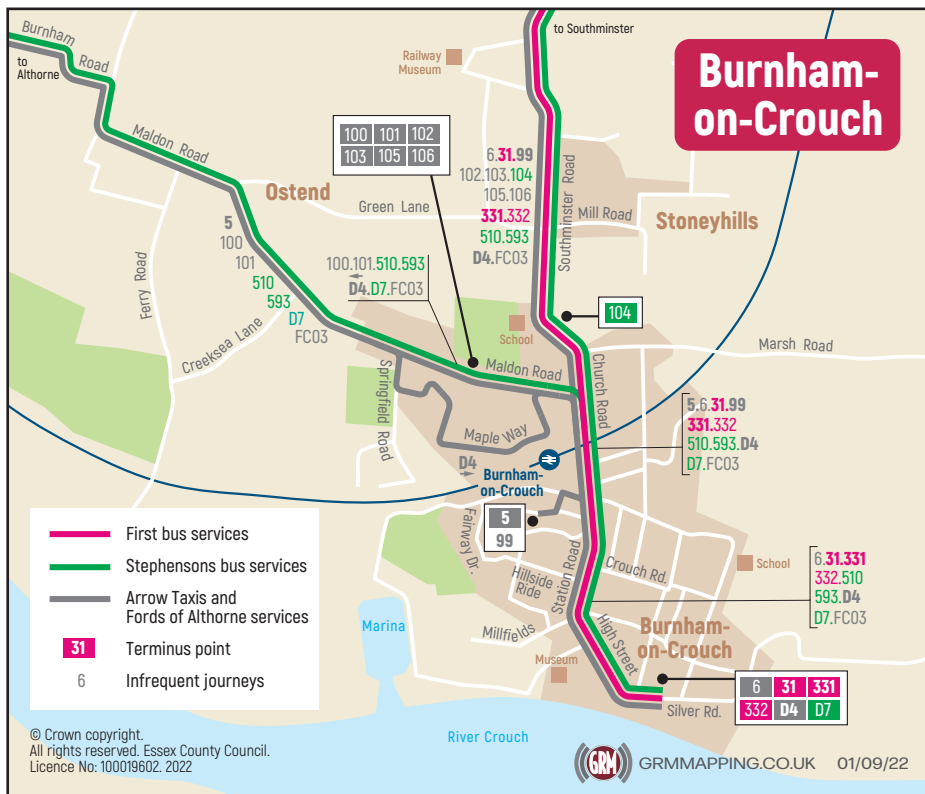 Burnham-
on-Crouch
Burnham
Road
to
Althorne
to Southminster
Railway
Museum
Maldon Road
100 101 102
103 105 106
6.31.99
102.103.104
105.106
331.332
510.593
D4.FC03
Southminster Road
Mill Road
Stoneyhills
Ostend
Green Lane
5
100
101
510
593
D7
FC03
Ferry Road
Creeksea Lane
100.101.510.593
D4.D7.FC03
104
School
Marsh Road
Maldon Road
Church Road
Springfield
Road
Maple Way
5.6.31.99
331.332
510.593.D4
D7.FC03
D4
Burnham-
on-Crouch
5
99
Fairway Dr.
Hillside
Ride
Station Road
Crouch Rd.
School
6.31.331
332.510
593.D4
D7.FC03
Millfields
High Street
Burnham-
on-Crouch
Marina
Museum
6 31 331
332 D4 D7
Silver Rd.
River Crouch
First bus services
Stephensons bus services
Arrow Taxis and
Fords of Althorne services
31 Terminus point
6 Infrequent journeys
© Crown copyright.
All rights reserved. Essex County Council.
Licence No: 100019602. 2022
GRM GRMMAPPING.CO.UK 01/09/22